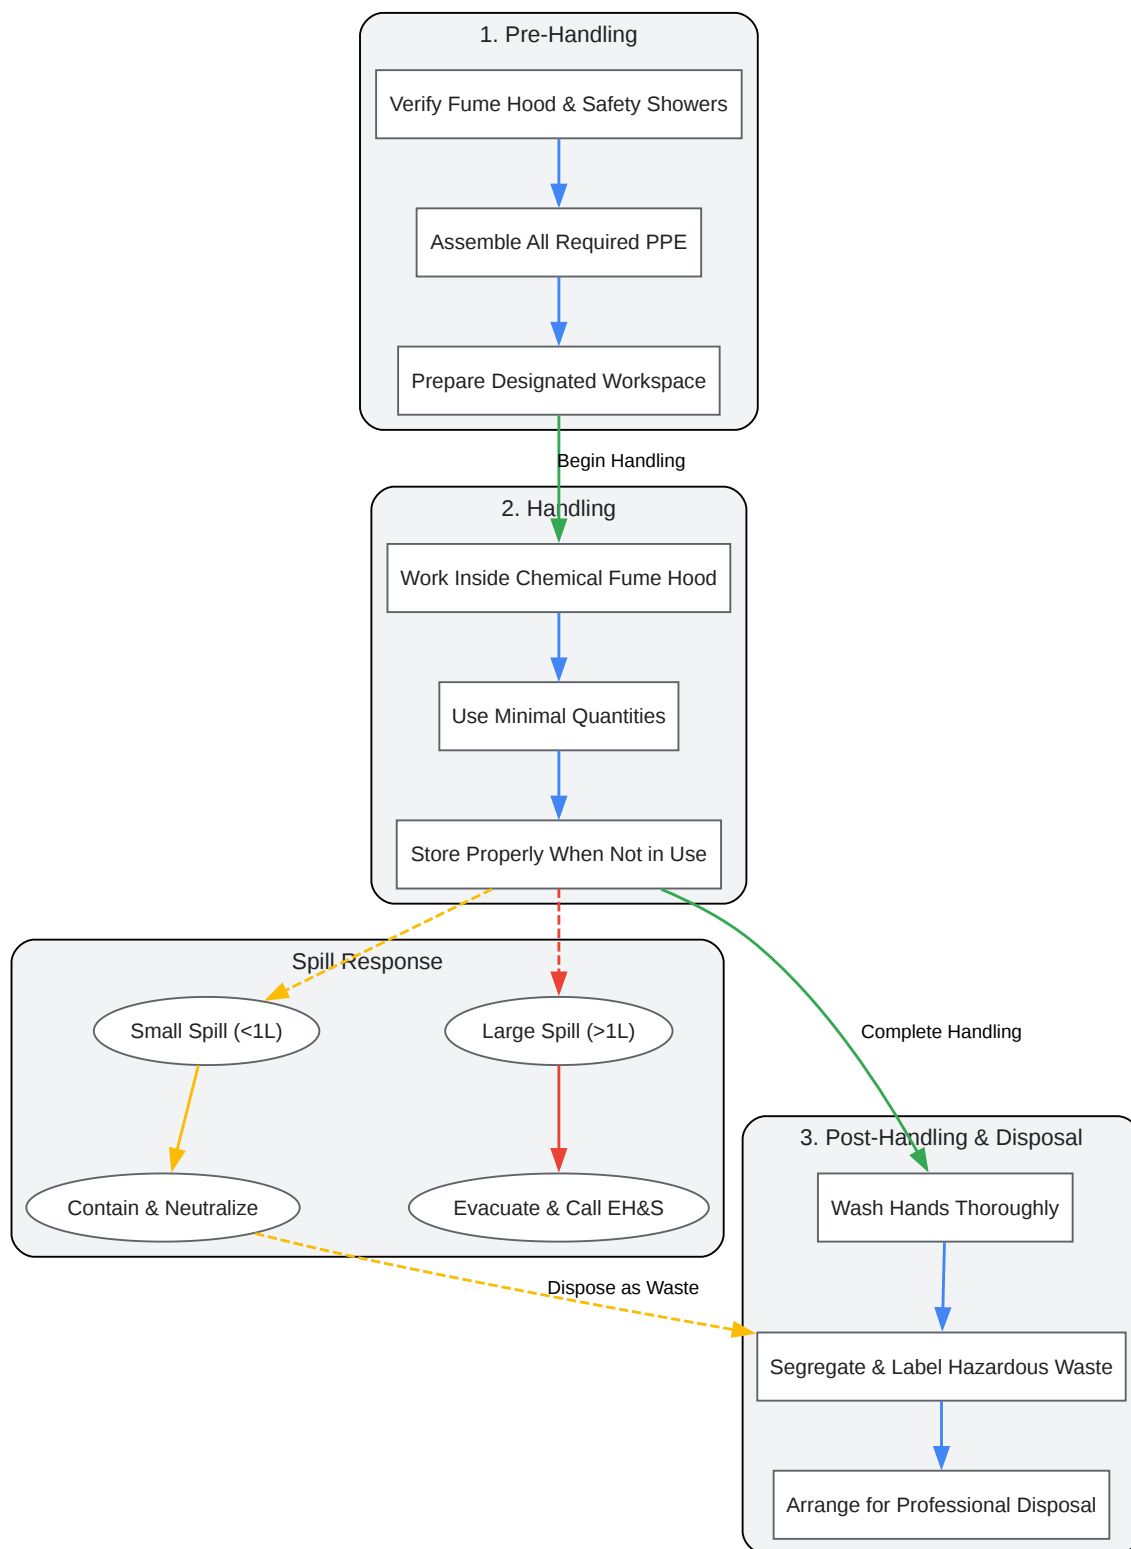 1. Pre-Handling
Verify Fume Hood & Safety Showers
Assemble All Required PPE
Prepare Designated Workspace
Begin Handling
2. Handling
Work Inside Chemical Fume Hood
Use Minimal Quantities
Store Properly When Not in Use
Spill Response
Small Spill (<1L)
Large Spill (>1L)
Complete Handling
Contain & Neutralize
Evacuate & Call EH&S
Dispose as Waste
3. Post-Handling & Disposal
Wash Hands Thoroughly
Segregate & Label Hazardous Waste
Arrange for Professional Disposal